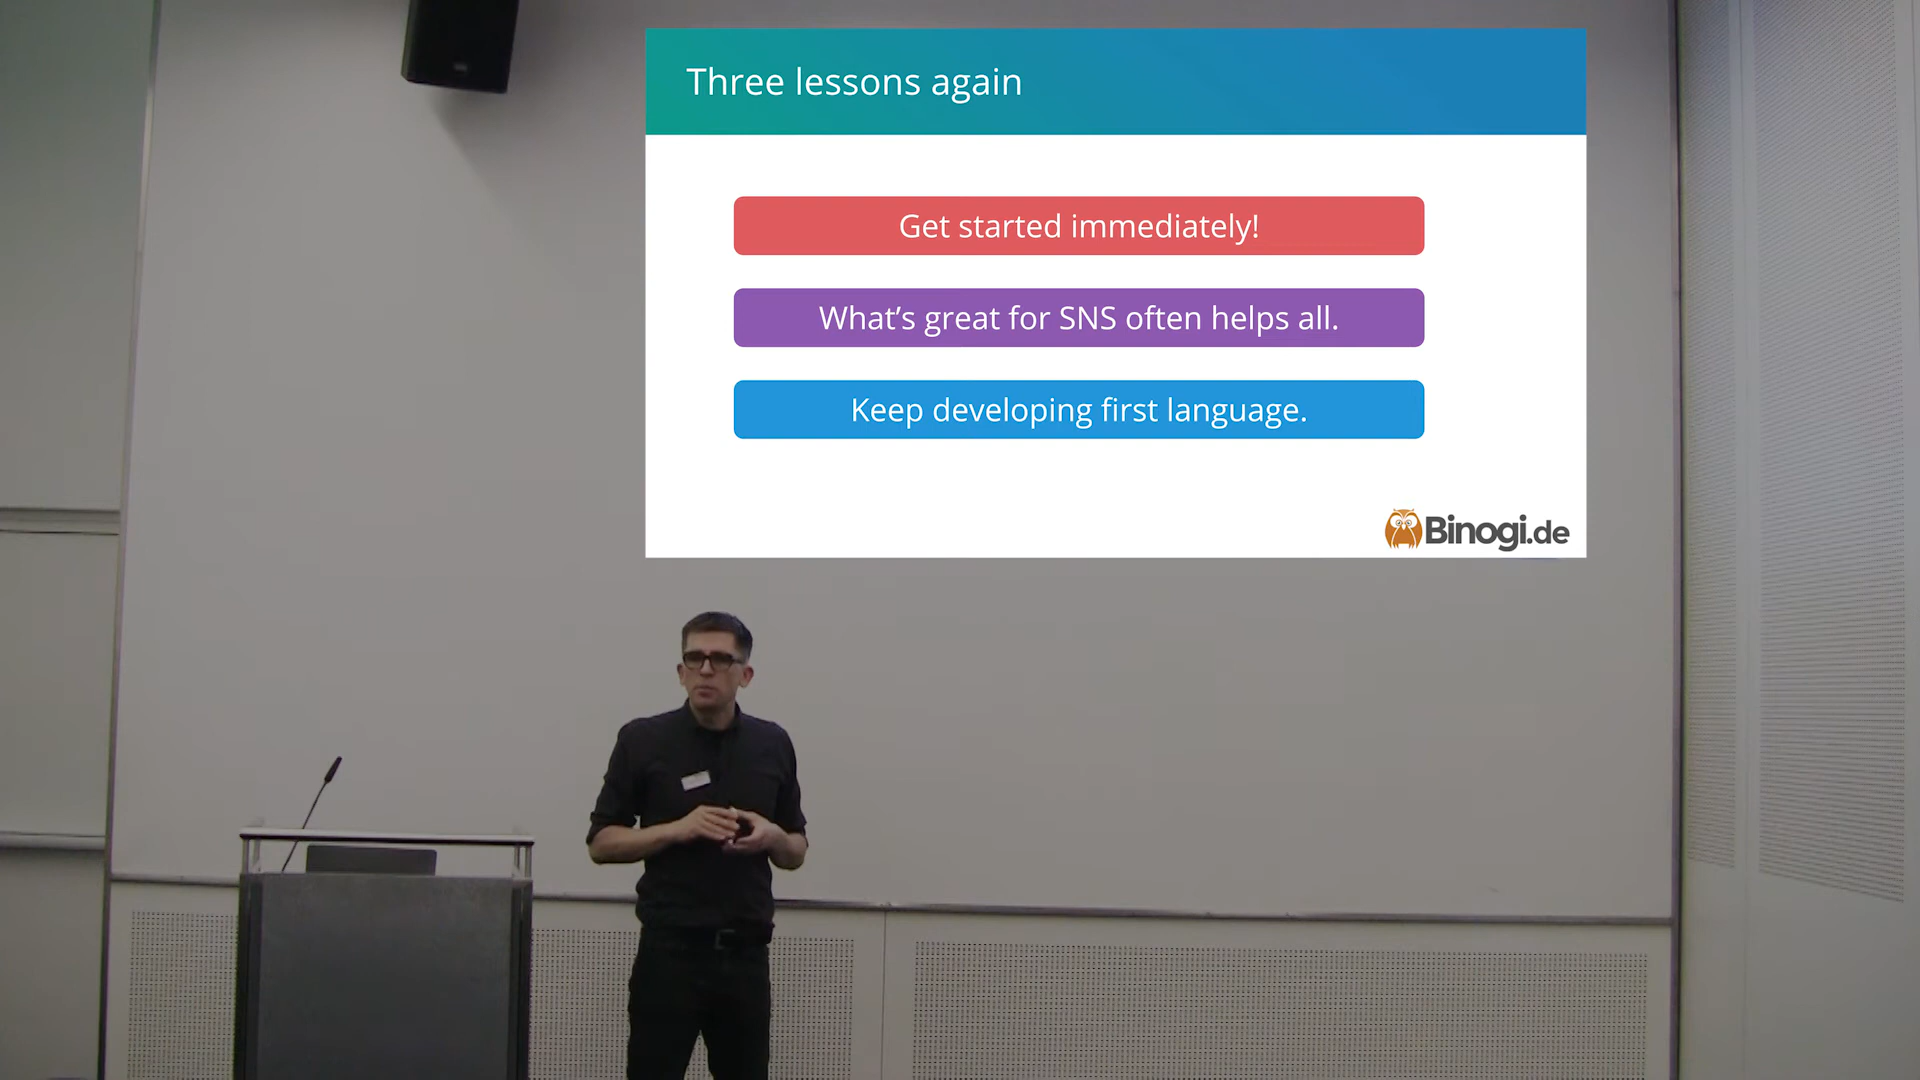 Three lessons again
Get started immediately!
What’s great for SNS often helps all.
Keep developing first language.
Binogi.de